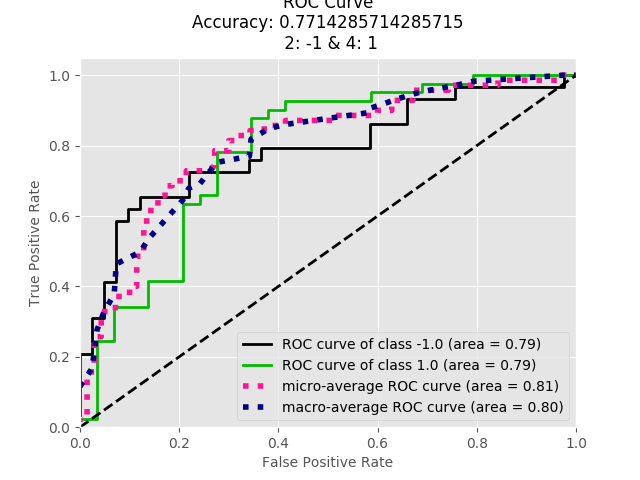 ROC Curve
Accuracy: 0.7714285714285715
2: -1 & 4: 1
True Positive Rate
1.0
0.8
0.6
0.4
0.2
0.0
ROC curve of class -1.0 (area = 0.79)
ROC curve of class 1.0 (area = 0.79)
micro-average ROC curve (area = 0.81)
macro-average ROC curve (area = 0.80)
0.0 0.2 0.4 0.6 0.8 1.0
False Positive Rate